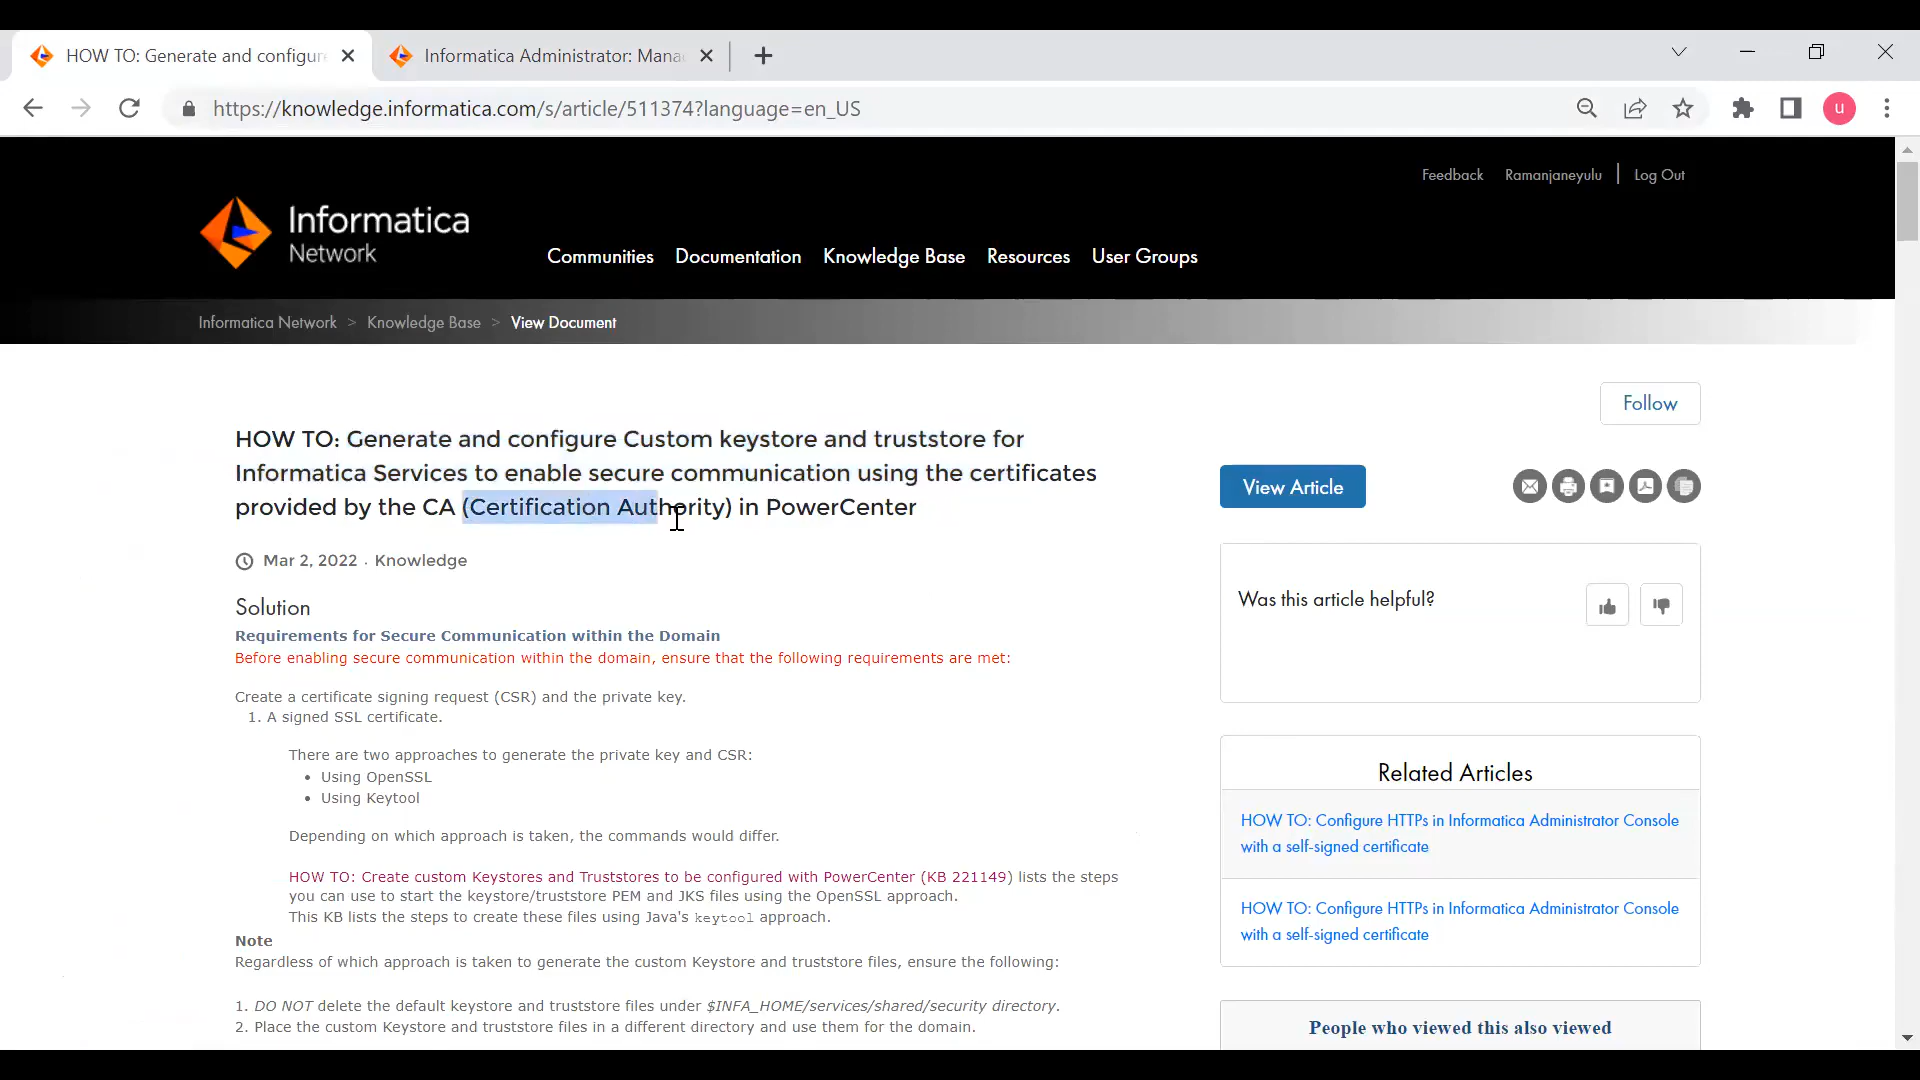 HOW TO: Generate and configure
Informatica Administrator: Mana
https://knowledge.informatica.com/s/article/511374?language=en_US
u
Feedback Ramanjaneyulu | Log Out
Informatica
Network
Communities Documentation Knowledge Base Resources User Groups
Informatica Network > Knowledge Base > View Document
Follow
HOW TO: Generate and configure Custom keystore and truststore for
Informatica Services to enable secure communication using the certificates
provided by the CA (Certification Authority) in PowerCenter
View Article
Mar 2, 2022 . Knowledge
Was this article helpful?
Solution
Requirements for Secure Communication within the Domain
Before enabling secure communication within the domain, ensure that the following requirements are met:
Create a certificate signing request (CSR) and the private key.
1. A signed SSL certificate.
There are two approaches to generate the private key and CSR:
• Using OpenSSL
• Using Keytool
Depending on which approach is taken, the commands would differ.
HOW TO: Create custom Keystores and Truststores to be configured with PowerCenter (KB 221149) lists the steps
you can use to start the keystore/truststore PEM and JKS files using the OpenSSL approach.
This KB lists the steps to create these files using Java's keytool approach.
Note
Regardless of which approach is taken to generate the custom Keystore and truststore files, ensure the following:
1. DO NOT delete the default keystore and truststore files under $INFA_HOME/services/shared/security directory.
2. Place the custom Keystore and truststore files in a different directory and use them for the domain.
Related Articles
HOW TO: Configure HTTPs in Informatica Administrator Console
with a self-signed certificate
HOW TO: Configure HTTPs in Informatica Administrator Console
with a self-signed certificate
People who viewed this also viewed